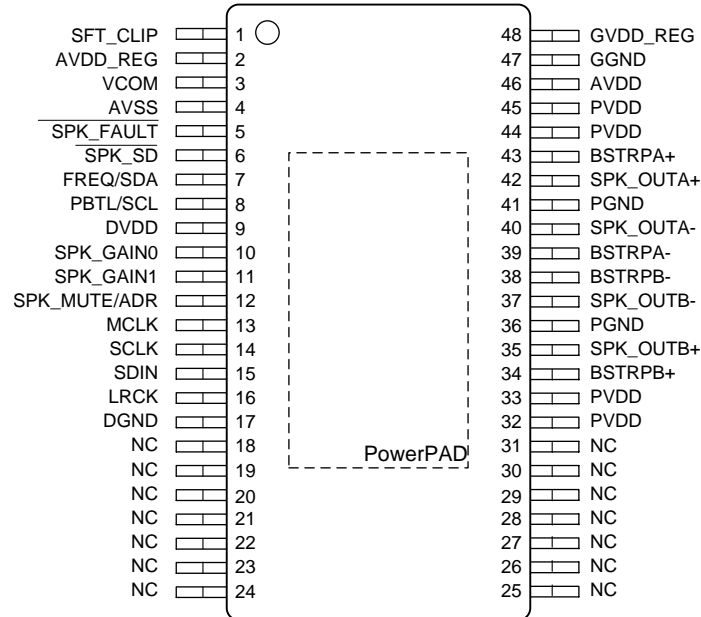 SFT_CLIP 1 48 GVDD_REG
AVDD_REG 2 47 GGND
VCOM 3 46 AVDD
AVSS 4 45 PVDD
SPK_FAULT 5 44 PVDD
SPK_SD 6 43 BSTRPA+
FREQ/SDA 7 42 SPK_OUTA+
PBTL/SCL 8 41 PGND
DVDD 9 40 SPK_OUTA-
SPK_GAIN0 10 39 BSTRPA-
SPK_GAIN1 11 38 BSTRPB-
SPK_MUTE/ADR 12 37 SPK_OUTB-
MCLK 13 36 PGND
SCLK 14 35 SPK_OUTB+
SDIN 15 34 BSTRPB+
LRCK 16 33 PVDD
DGND 17 32 PVDD
NC 18 31 NC
PowerPAD
NC 19 30 NC
NC 20 29 NC
NC 21 28 NC
NC 22 27 NC
NC 23 26 NC
NC 24 25 NC